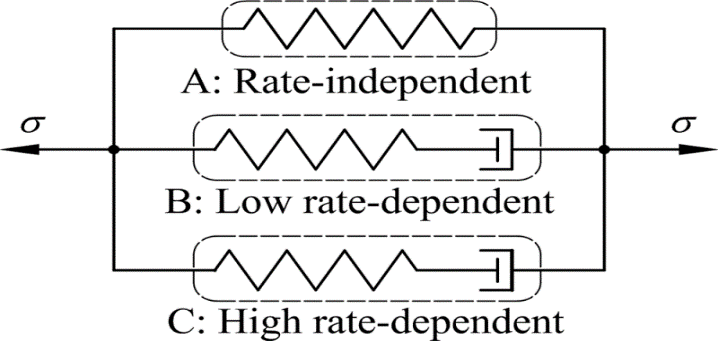 A: Rate-independent
σ σ
B: Low rate-dependent
C: High rate-dependent